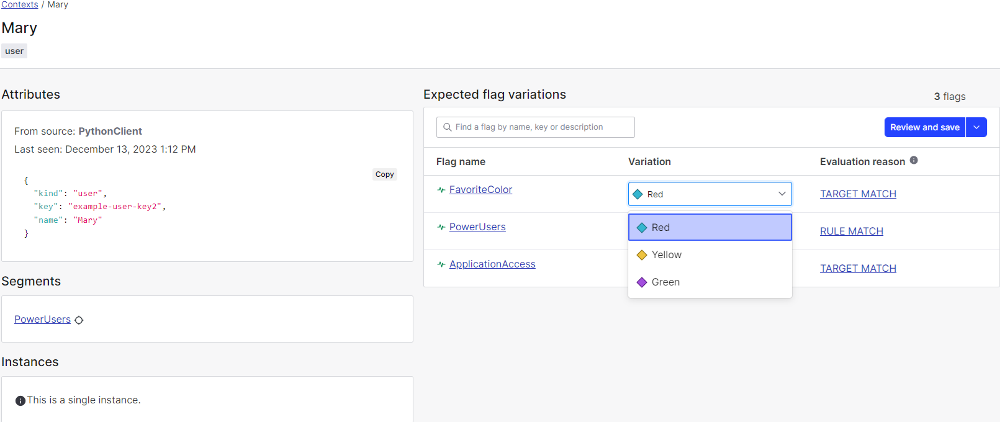 Contexts / Mary
Mary
user
Attributes
From source: PythonClient
Last seen: December 13, 2023 1:12 PM
Copy
{
"kind": "user",
"key": "example-user-key2",
"name": "Mary"
}
Segments
PowerUsers
Instances
This is a single instance.
Expected flag variations
3 flags
Find a flag by name, key or description
Review and save
Flag name Variation Evaluation reason
FavoriteColor Red TARGET MATCH
PowerUsers Red RULE MATCH
Yellow
ApplicationAccess TARGET MATCH
Green